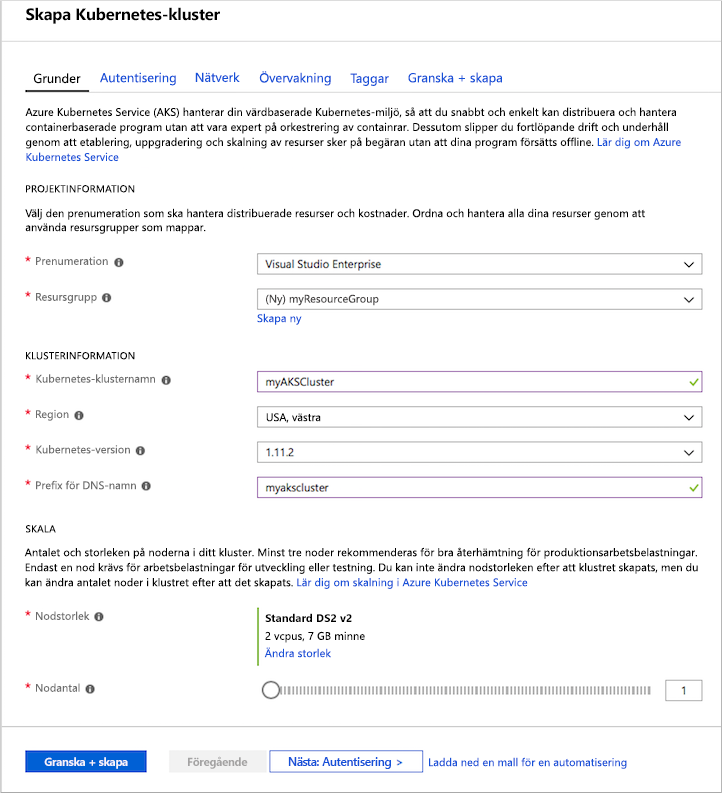 Skapa Kubernetes-kluster
Grunder Autentisering Nätverk Övervakning Taggar Granska + skapa
Azure Kubernetes Service (AKS) hanterar din värdbaserade Kubernetes-miljö, så att du snabbt och enkelt kan distribuera och hantera
containerbaserade program utan att vara expert på orkestrering av containrar. Dessutom slipper du fortlöpande drift och underhåll
genom att etablering, uppgradering och skalning av resurser sker på begäran utan att dina program försätts offline. Lär dig om Azure
Kubernetes Service
PROJEKTINFORMATION
Välj den prenumeration som ska hantera distribuerade resurser och kostnader. Ordna och hantera alla dina resurser genom att
använda resursgrupper som mappar.
* Prenumeration Visual Studio Enterprise
* Resursgrupp (Ny) myResourceGroup
Skapa ny
KLUSTERINFORMATION
* Kubernetes-klusternamn myAKSCluster
* Region USA, västra
* Kubernetes-version 1.11.2
* Prefix för DNS-namn myakscluster
SKALA
Antalet och storleken på noderna i ditt kluster. Minst tre noder rekommenderas för bra återhämtning för produktionsarbetsbelastningar.
Endast en nod krävs för arbetsbelastningar för utveckling eller testning. Du kan inte ändra nodstorleken efter att klustret skapats, men du
kan ändra antalet noder i klustret efter att det skapats. Lär dig om skalning i Azure Kubernetes Service
* Nodstorlek Standard DS2 v2
2 vcpus, 7 GB minne
Ändra storlek
* Nodantal 1
Granska + skapa Föregående Nästa: Autentisering > Ladda ned en mall för en automatisering